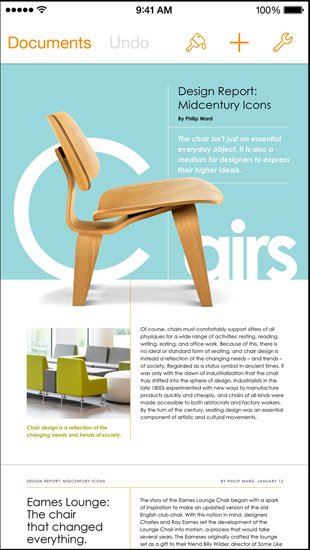 9:41 AM
100%
Documents
Undo
Design Report:
Midcentury Icons
By Philip Ward
The chair isn't just an essential
everyday object. It is also a
medium for designers to express
their higher ideals.
Chairs
Of course, chairs must comfortably support sitters of all
physiques for a wide range of activities: resting, reading,
writing, eating, and office work. Because of this, there is
no ideal or standard form of seating, and chair design is
instead a reflection of the changing needs – and trends –
of society. Regarded as a status symbol in ancient times, it
was only with the dawn of industrialization that the chair
truly shifted into the sphere of design. Industrialists in the
late 1800s experimented with new ways to manufacture
products quickly and cheaply, and chairs of all kinds were
made accessible to both aristocrats and factory workers.
By the turn of the century, seating design was an essential
component of artistic and cultural movements.
Chair design is a reflection of the
changing needs and trends of society.
DESIGN REPORT: MIDCENTURY ICONS
BY PHILIP WARD, JANUARY 12
Eames Lounge:
The chair
that changed
everything.
The story of the Eames Lounge Chair began with a spark
of inspiration to make an updated version of the old
English club chair. With this notion in mind, designers
Charles and Ray Eames set the development of the
Lounge Chair into motion, a process that would take
several years. The Eameses originally crafted the lounge
set as a gift to their friend Billy Wilder, director of Some Like